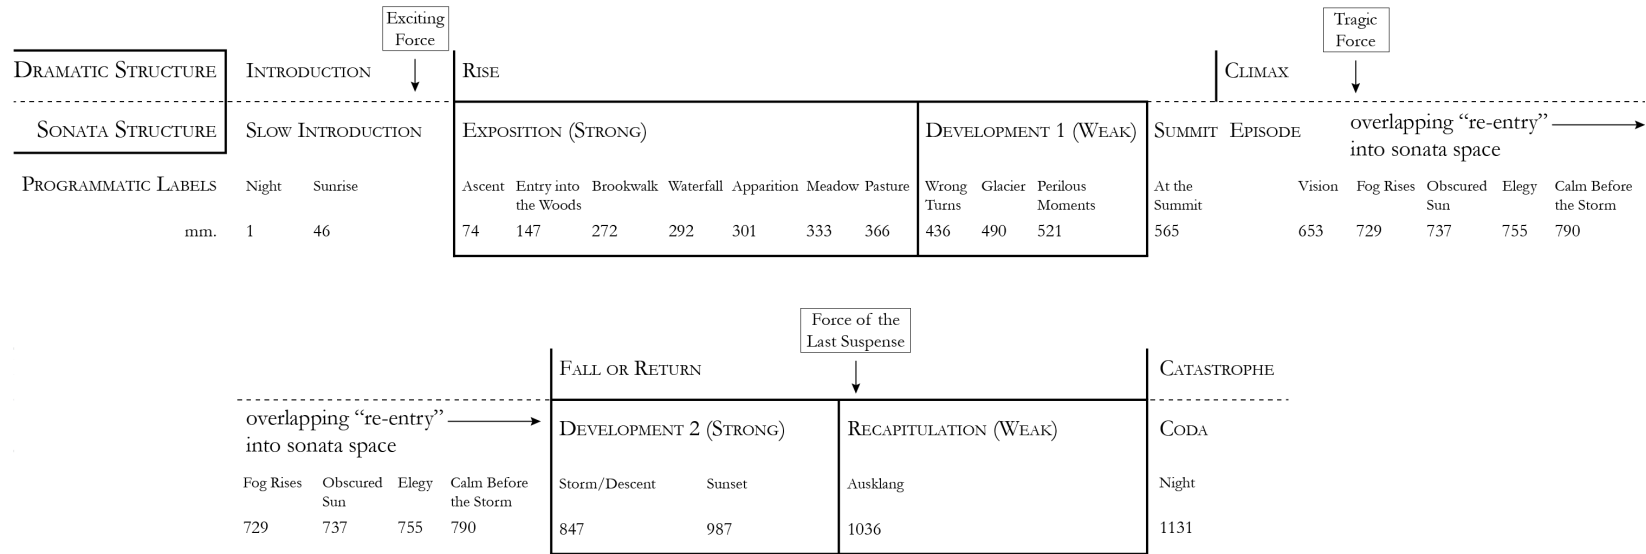 Exciting
Force
Tragic
Force
DRAMATIC STRUCTURE INTRODUCTION RISE CLIMAX
SONATA STRUCTURE SLOW INTRODUCTION EXPOSITION (STRONG) DEVELOPMENT 1 (WEAK) SUMMIT EPISODE overlapping “re-entry”
into sonata space
PROGRAMMATIC LABELS Night Sunrise Ascent Entry into Brookwalk Waterfall Apparition Meadow Pasture Wrong Glacier Perilous At the Vision Fog Rises Obscured Elegy Calm Before
the Woods Turns Moments Summit Sun the Storm
mm. 1 46 74 147 272 292 301 333 366 436 490 521 565 653 729 737 755 790
Force of the
Last Suspense
FALL OR RETURN CATASTROPHE
overlapping “re-entry”
into sonata space
DEVELOPMENT 2 (STRONG) RECAPITULATION (WEAK) CODA
Fog Rises Obscured Elegy Calm Before Storm/Descent Sunset Ausklang Night
Sun the Storm
729 737 755 790 847 987 1036 1131